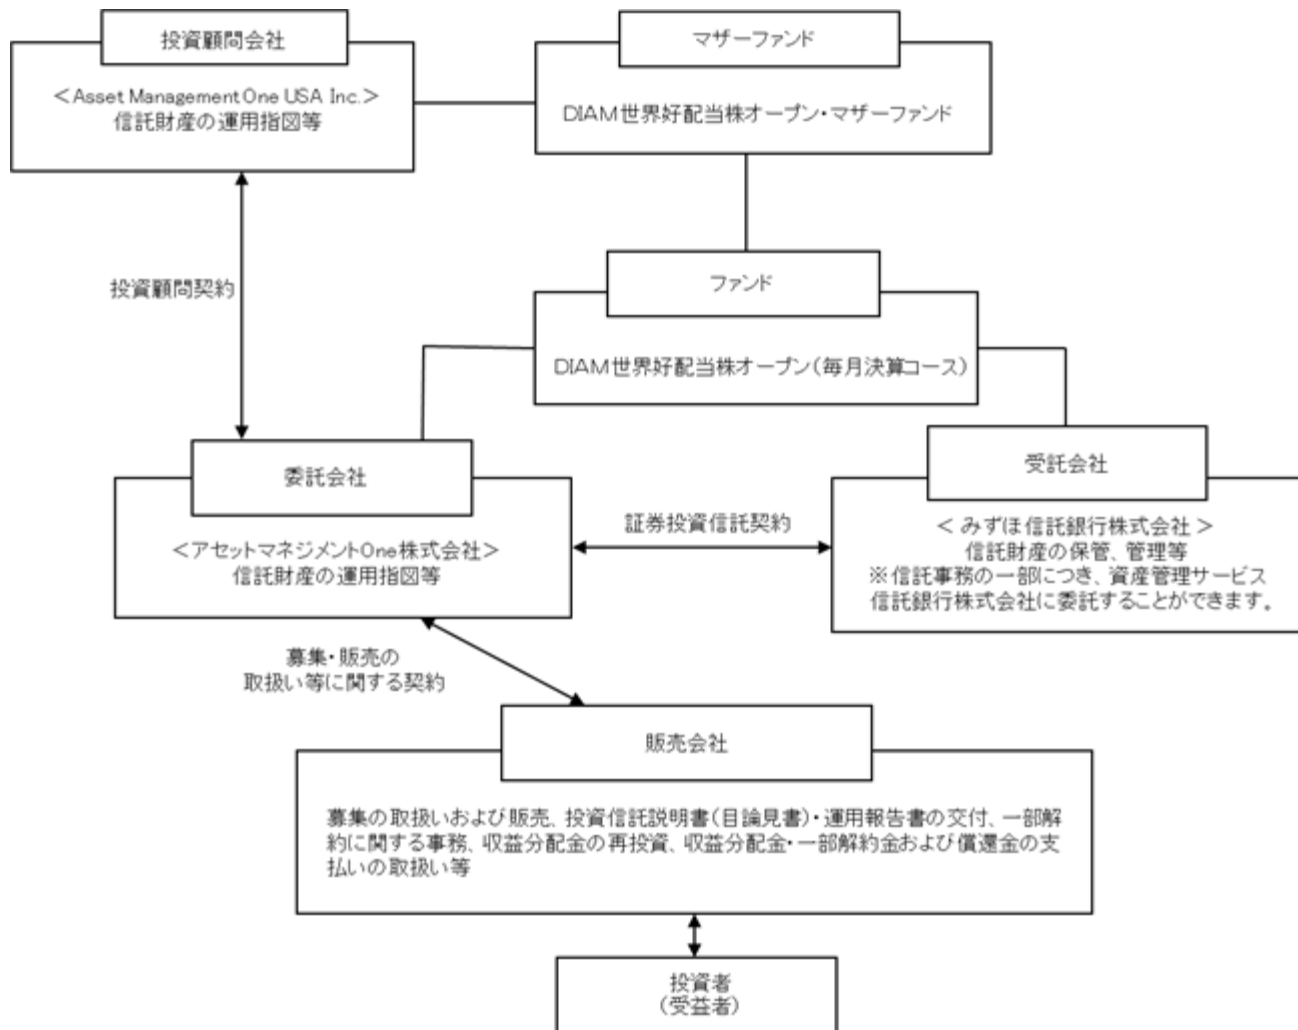 投資顧問会社
＜Asset Management One USA Inc.＞
信託財産の運用指図等
マザーファンド
DIAM世界好配当株オープン・マザーファンド
投資顧問契約
ファンド
DIAM世界好配当株オープン（毎月決算コース）
委託会社
＜アセットマネジメントOne株式会社＞
信託財産の運用指図等
証券投資信託契約
受託会社
＜ みずほ信託銀行株式会社 ＞
信託財産の保管、管理等
※信託事務の一部につき、資産管理サービス
信託銀行株式会社に委託することができます。
募集・販売の
取扱い等に関する契約
販売会社
募集の取扱いおよび販売、投資信託説明書（目論見書）・運用報告書の交付、一部解
約に関する事務、収益分配金の再投資、収益分配金・一部解約金および償還金の支
払いの取扱い等
投資者
（受益者）